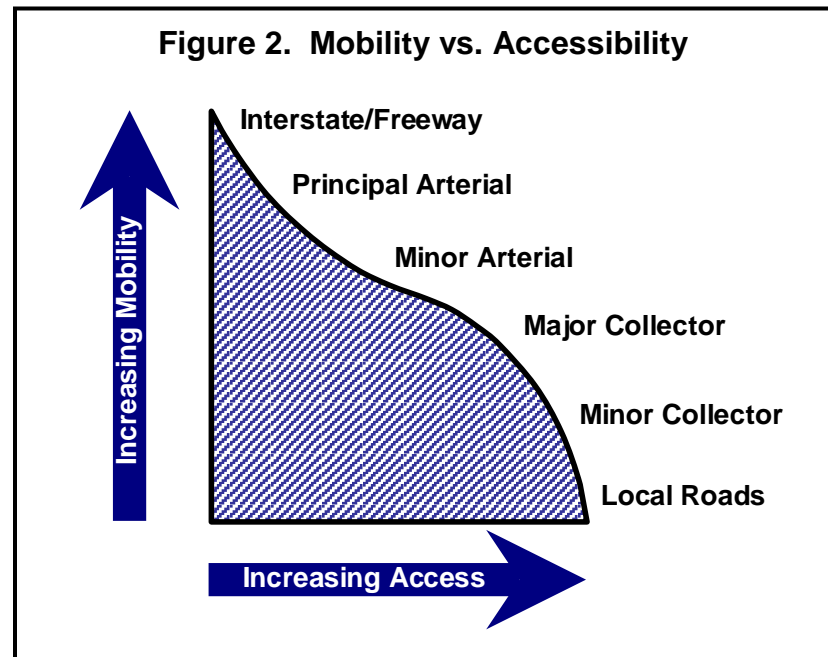 Figure 2. Mobility vs. Accessibility
Interstate/Freeway
Principal Arterial
Minor Arterial
Major Collector
Minor Collector
Local Roads
Increasing Mobility
Increasing Access